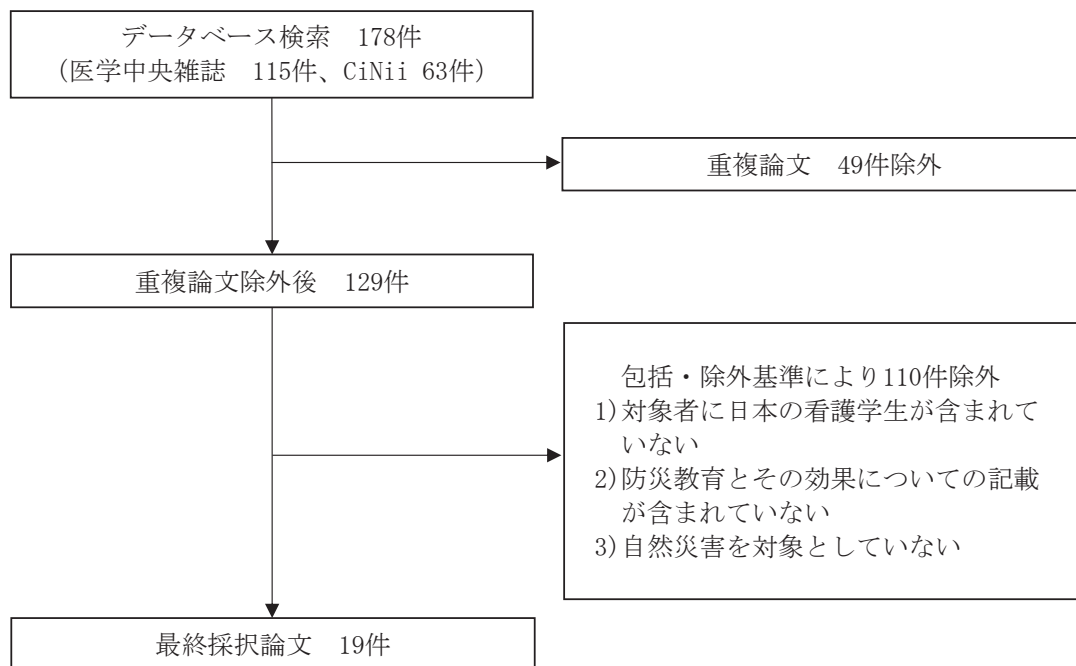 データベース検索　178件
(医学中央雑誌　115件、CiNii 63件)
重複論文　49件除外
重複論文除外後　129件
包括・除外基準により110件除外
1)対象者に日本の看護学生が含まれて
いない
2)防災教育とその効果についての記載
が含まれていない
3)自然災害を対象としていない
最終採択論文　19件